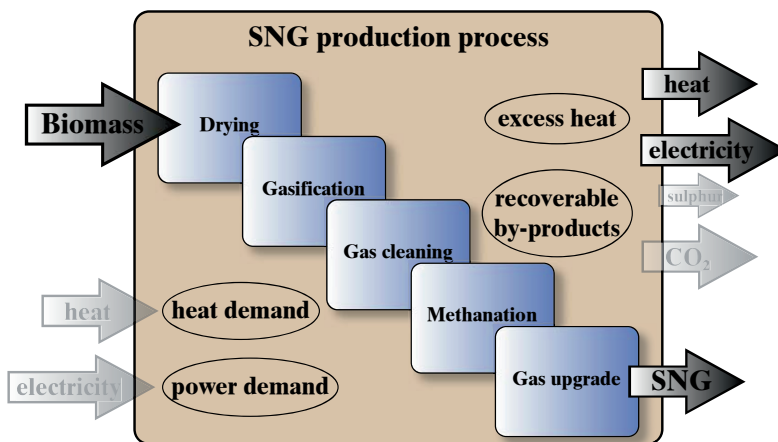 SNG production process
Biomass
Drying
Gasification
Gas cleaning
Methanation
Gas upgrade
excess heat
recoverable
by-products
heat
electricity
sulphur
CO₂
SNG
heat
heat demand
electricity
power demand